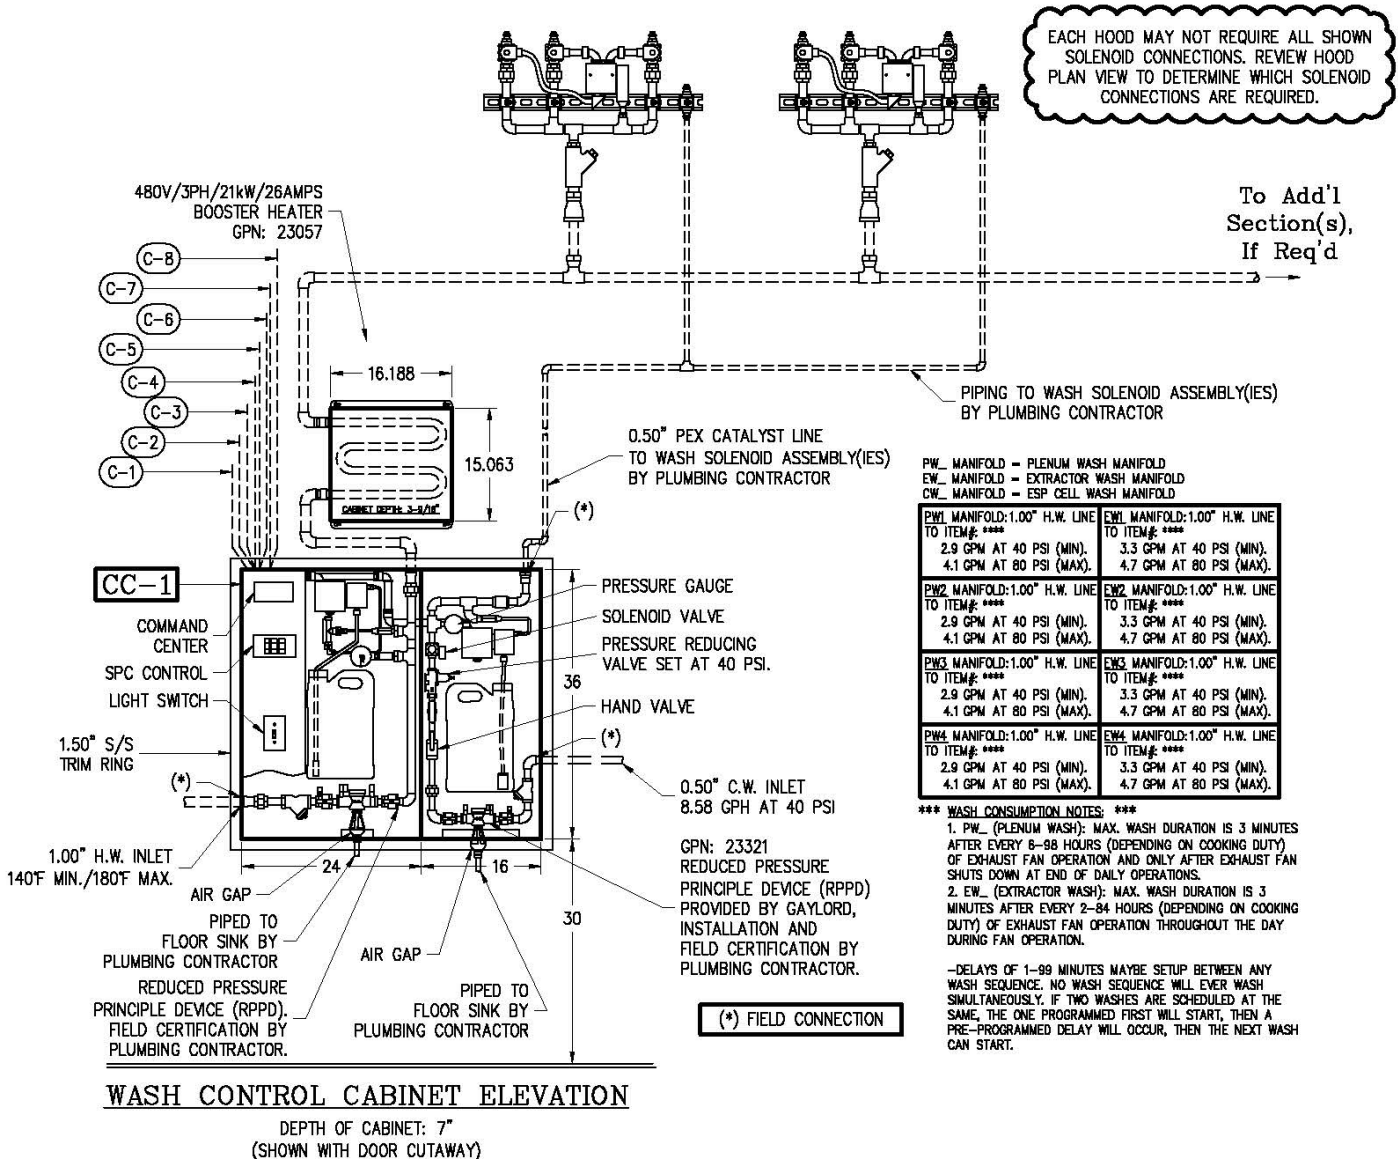 EACH HOOD MAY NOT REQUIRE ALL SHOWN
SOLENOID CONNECTIONS. REVIEW HOOD
PLAN VIEW TO DETERMINE WHICH SOLENOID
CONNECTIONS ARE REQUIRED.
480V/3PH/21kW/26AMPS
BOOSTER HEATER
GPN: 23057
To Add'l
Section(s),
If Req'd
C-8
C-7
C-6
C-5
C-4
C-3
C-2
C-1
16.188
15.063
CABINET DEPTH: 3-9/16"
PIPING TO WASH SOLENOID ASSEMBLY(IES)
BY PLUMBING CONTRACTOR
0.50" PEX CATALYST LINE
TO WASH SOLENOID ASSEMBLY(IES)
BY PLUMBING CONTRACTOR
(*)
CC-1
COMMAND
CENTER
SPC CONTROL
LIGHT SWITCH
1.50" S/S
TRIM RING
(*)
1.00" H.W. INLET
140°F MIN./180°F MAX.
AIR GAP
PIPED TO
FLOOR SINK BY
PLUMBING CONTRACTOR
REDUCED PRESSURE
PRINCIPLE DEVICE (RPPD).
FIELD CERTIFICATION BY
PLUMBING CONTRACTOR.
PRESSURE GAUGE
SOLENOID VALVE
PRESSURE REDUCING
VALVE SET AT 40 PSI.
36
HAND VALVE
(*)
0.50" C.W. INLET
8.58 GPH AT 40 PSI
24
16
30
GPN: 23321
REDUCED PRESSURE
PRINCIPLE DEVICE (RPPD)
PROVIDED BY GAYLORD,
INSTALLATION AND
FIELD CERTIFICATION BY
PLUMBING CONTRACTOR.
AIR GAP
PIPED TO
FLOOR SINK BY
PLUMBING CONTRACTOR
(*) FIELD CONNECTION
PW_ MANIFOLD = PLENUM WASH MANIFOLD
EW_ MANIFOLD = EXTRACTOR WASH MANIFOLD
CW_ MANIFOLD = ESP CELL WASH MANIFOLD
PW1 MANIFOLD:1.00" H.W. LINE
TO ITEM#: ****
2.9 GPM AT 40 PSI (MIN).
4.1 GPM AT 80 PSI (MAX).
EW1 MANIFOLD:1.00" H.W. LINE
TO ITEM#: ****
3.3 GPM AT 40 PSI (MIN).
4.7 GPM AT 80 PSI (MAX).
PW2 MANIFOLD:1.00" H.W. LINE
TO ITEM#: ****
2.9 GPM AT 40 PSI (MIN).
4.1 GPM AT 80 PSI (MAX).
EW2 MANIFOLD:1.00" H.W. LINE
TO ITEM#: ****
3.3 GPM AT 40 PSI (MIN).
4.7 GPM AT 80 PSI (MAX).
PW3 MANIFOLD:1.00" H.W. LINE
TO ITEM#: ****
2.9 GPM AT 40 PSI (MIN).
4.1 GPM AT 80 PSI (MAX).
EW3 MANIFOLD:1.00" H.W. LINE
TO ITEM#: ****
3.3 GPM AT 40 PSI (MIN).
4.7 GPM AT 80 PSI (MAX).
PW4 MANIFOLD:1.00" H.W. LINE
TO ITEM#: ****
2.9 GPM AT 40 PSI (MIN).
4.1 GPM AT 80 PSI (MAX).
EW4 MANIFOLD:1.00" H.W. LINE
TO ITEM#: ****
3.3 GPM AT 40 PSI (MIN).
4.7 GPM AT 80 PSI (MAX).
*** WASH CONSUMPTION NOTES: ***
1. PW_ (PLENUM WASH): MAX. WASH DURATION IS 3 MINUTES
AFTER EVERY 6-98 HOURS (DEPENDING ON COOKING DUTY)
OF EXHAUST FAN OPERATION AND ONLY AFTER EXHAUST FAN
SHUTS DOWN AT END OF DAILY OPERATIONS.
2. EW_ (EXTRACTOR WASH): MAX. WASH DURATION IS 3
MINUTES AFTER EVERY 2-84 HOURS (DEPENDING ON COOKING
DUTY) OF EXHAUST FAN OPERATION THROUGHOUT THE DAY
DURING FAN OPERATION.
-DELAYS OF 1-99 MINUTES MAYBE SETUP BETWEEN ANY
WASH SEQUENCE. NO WASH SEQUENCE WILL EVER WASH
SIMULTANEOUSLY. IF TWO WASHES ARE SCHEDULED AT THE
SAME, THE ONE PROGRAMMED FIRST WILL START, THEN A
PRE-PROGRAMMED DELAY WILL OCCUR, THEN THE NEXT WASH
CAN START.
WASH CONTROL CABINET ELEVATION
DEPTH OF CABINET: 7"
(SHOWN WITH DOOR CUTAWAY)